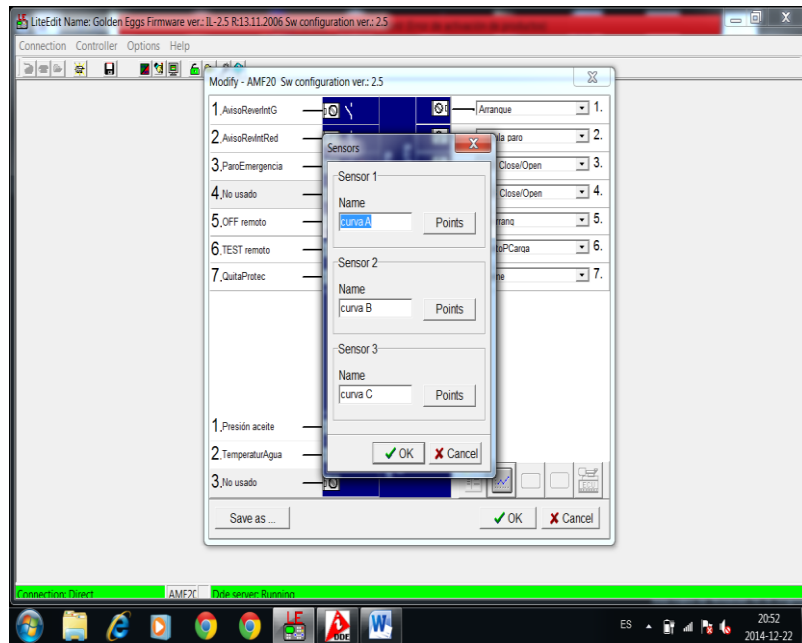 LiteEdit Name: Golden Eggs Firmware ver.: IL-2.5 R:13.11.2006 Sw configuration ver.: 2.5
Connection Controller Options Help
Modify - AMF20 Sw configuration ver.: 2.5
1.AvisoReverIntG
Arranque 1.
2.AvisoRevIntRed
la paro 2.
3.ParoEmergencia
Close/Open 3.
4.No usado
Close/Open 4.
5.OFF remoto
5.
6.TEST remoto
toPCarga 6.
7.QuitaProtec
7.
Sensors
Sensor 1
Name
curva A Points
Sensor 2
Name
curva B Points
Sensor 3
Name
curva C Points
OK Cancel
1.Presión aceite
2.TemperaturAgua
3.No usado
Save as ... OK Cancel
Connection: Direct AMF2C Dde server: Running
DDE
ES 20:52
2014-12-22